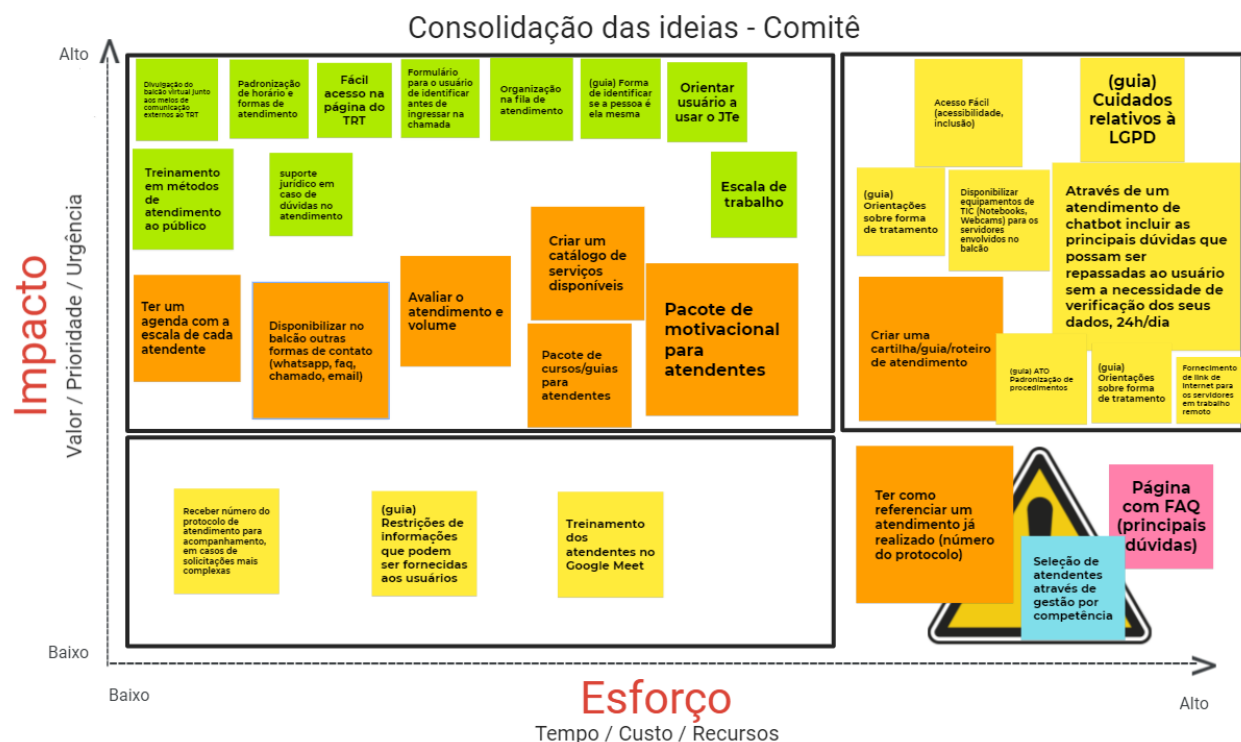 Consolidação das ideias - Comitê
Alto
Impacto
Valor / Prioridade / Urgência
Divulgação do
balcão virtual junto
aos meios de
comunicação
externos ao TRT
Padronização
de horário e
formas de
atendimento
Fácil
acesso na
página do
TRT
Formulário
para o usuário
de identificar
antes de
ingressar na
chamada
Organização
na fila de
atendimento
(guia) Forma
de identificar
se a pessoa é
ela mesma
Orientar
usuário a
usar o JTe
Treinamento
em métodos
de
atendimento
ao público
suporte
jurídico em
caso de
dúvidas no
atendimento
Escala de
trabalho
Ter um
agenda com a
escala de cada
atendente
Disponibilizar no
balcão outras
formas de contato
(whatsapp, faq,
chamado, email)
Avaliar o
atendimento e
volume
Criar um
catálogo de
serviços
disponíveis
Pacote de
cursos/guias
para
atendentes
Pacote de
motivacional
para
atendentes
Acesso Fácil
(acessibilidade,
inclusão)
(guia)
Cuidados
relativos à
LGPD
(guia)
Orientações
sobre forma
de tratamento
Disponibilizar
equipamentos de
TIC (Notebooks,
Webcams) para os
servidores
envolvidos no
balcão
Através de um
atendimento de
chatbot incluir as
principais dúvidas que
possam ser
repassadas ao usuário
sem a necessidade de
verificação dos seus
dados, 24h/dia
Criar uma
cartilha/guia/roteiro
de atendimento
(guia) ATO
Padronização de
procedimentos
(guia)
Orientações
sobre forma
de tratamento
Fornecimento
de link de
internet para
os servidores
em trabalho
remoto
Receber número do
protocolo de
atendimento para
acompanhamento,
em casos de
solicitações mais
complexas
(guia)
Restrições de
informações
que podem
ser fornecidas
aos usuários
Treinamento
dos
atendentes no
Google Meet
Ter como
referenciar um
atendimento já
realizado (número
do protocolo)
Página
com FAQ
(principais
dúvidas)
Seleção de
atendentes
através de
gestão por
competência
Baixo
Baixo
Esforço
Alto
Tempo / Custo / Recursos